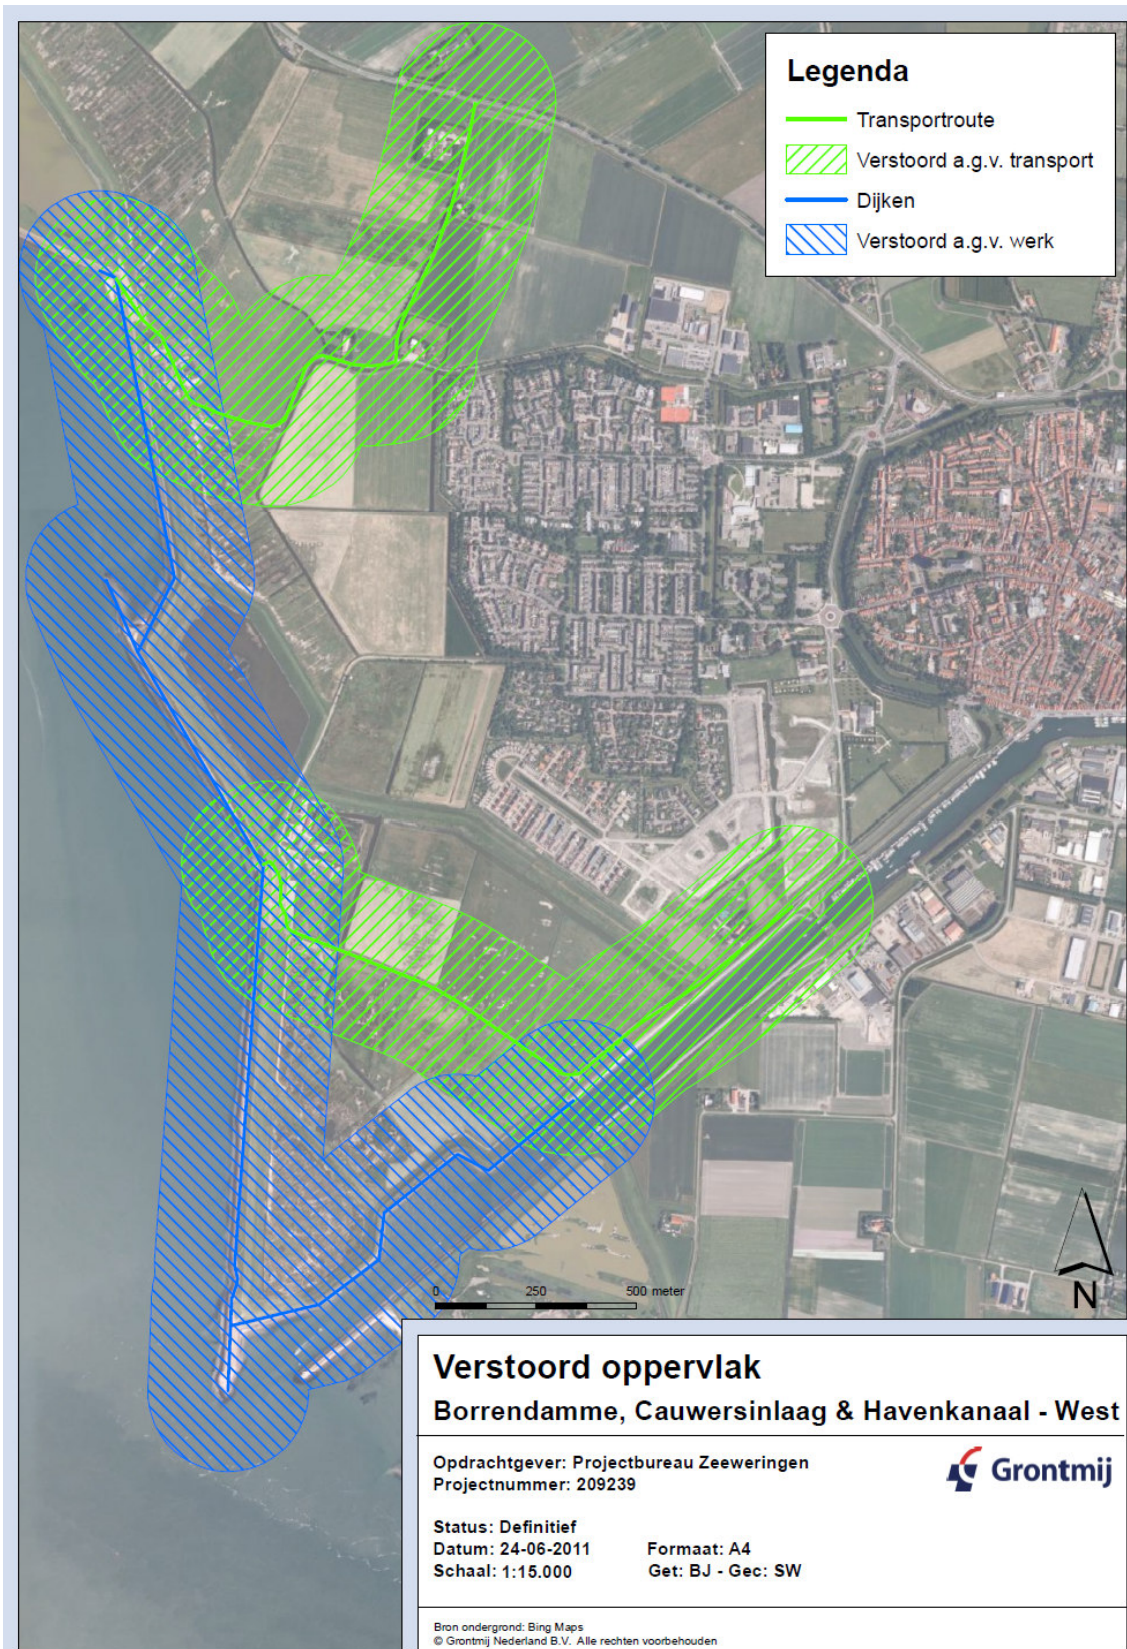 Legenda
Transportroute
Verstoord a.g.v. transport
Dijken
Verstoord a.g.v. werk
0 250 500 meter
N
Verstoord oppervlak
Borrendamme, Cauwersinlaag & Havenkanaal - West
Opdrachtgever: Projectbureau Zeeweringen
Projectnummer: 209239
Grontmij
Status: Definitief
Datum: 24-06-2011 Formaat: A4
Schaal: 1:15.000 Get: BJ - Gec: SW
Bron ondergrond: Bing Maps
© Grontmij Nederland B.V. Alle rechten voorbehouden